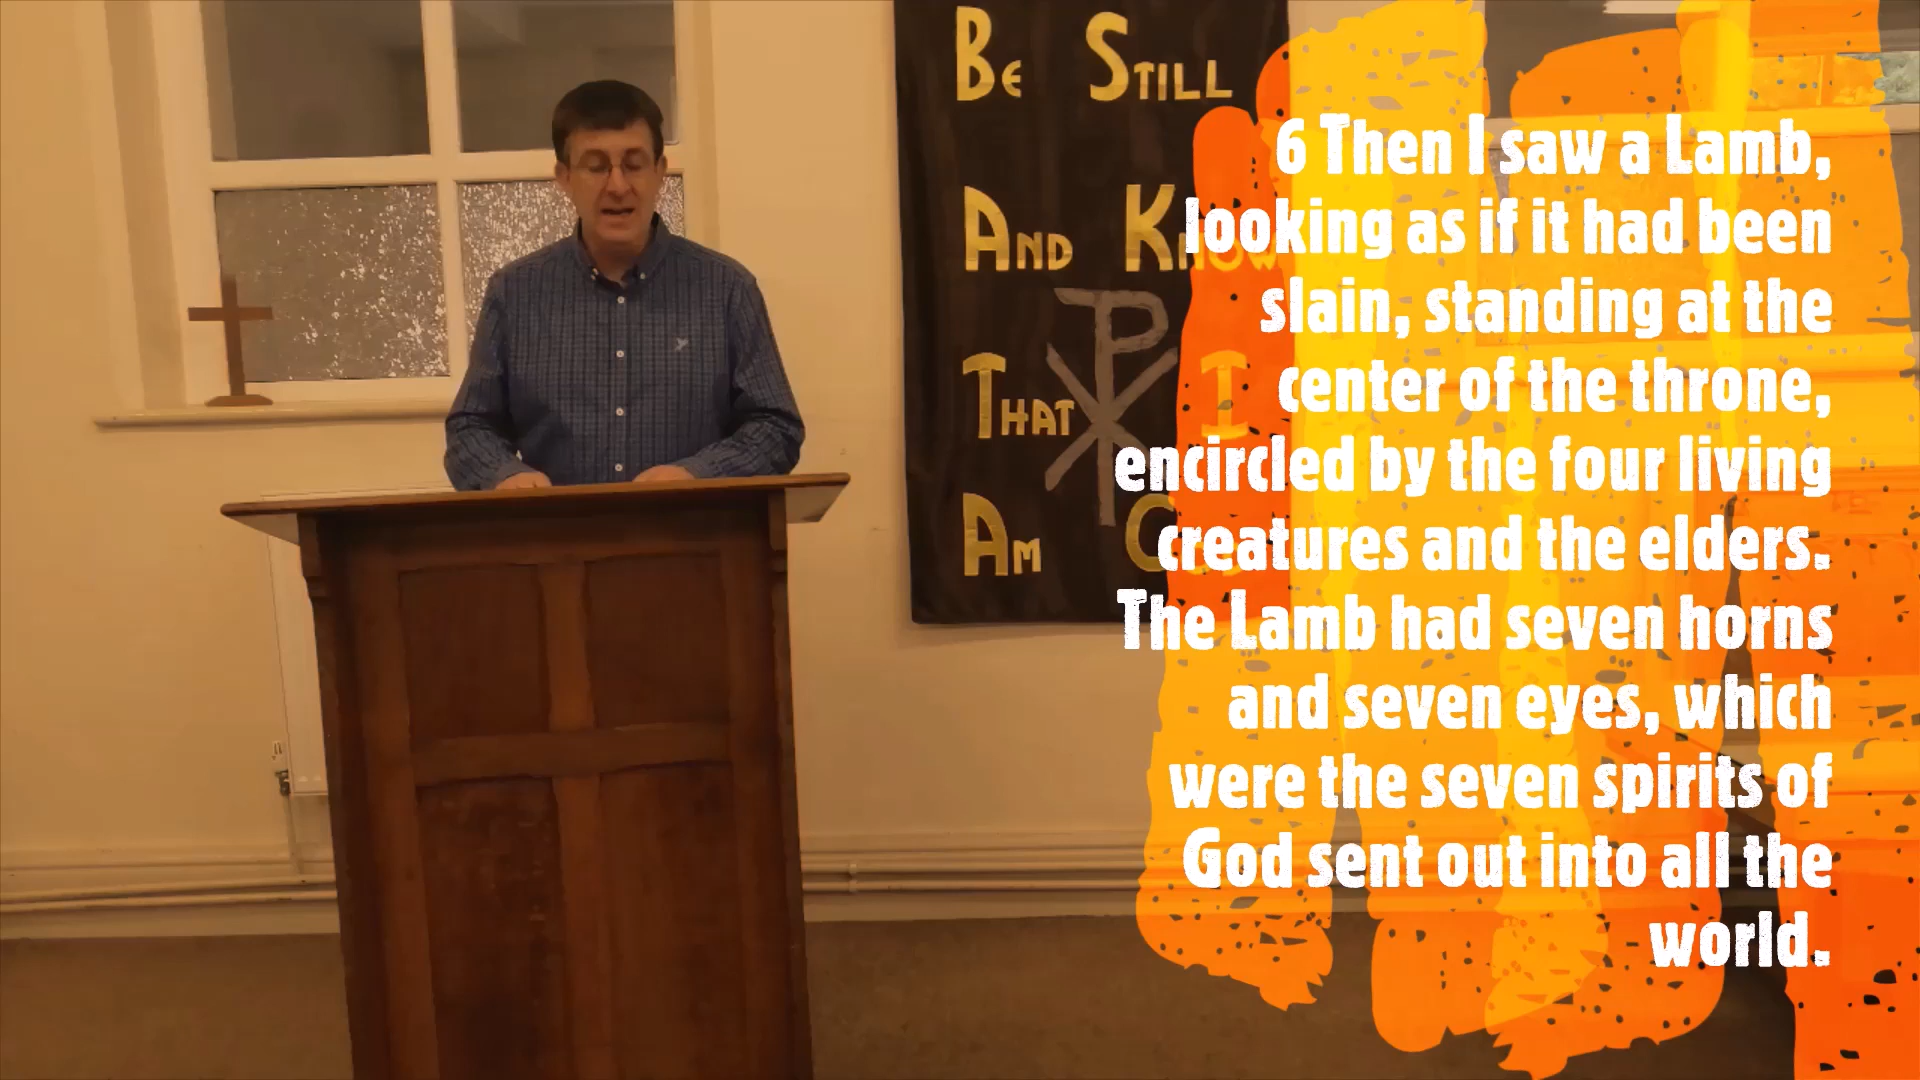 Be Still
And Know
That I
Am
6 Then I saw a Lamb,
looking as if it had been
slain, standing at the
center of the throne,
encircled by the four living
creatures and the elders.
The Lamb had seven horns
and seven eyes, which
were the seven spirits of
God sent out into all the
world.